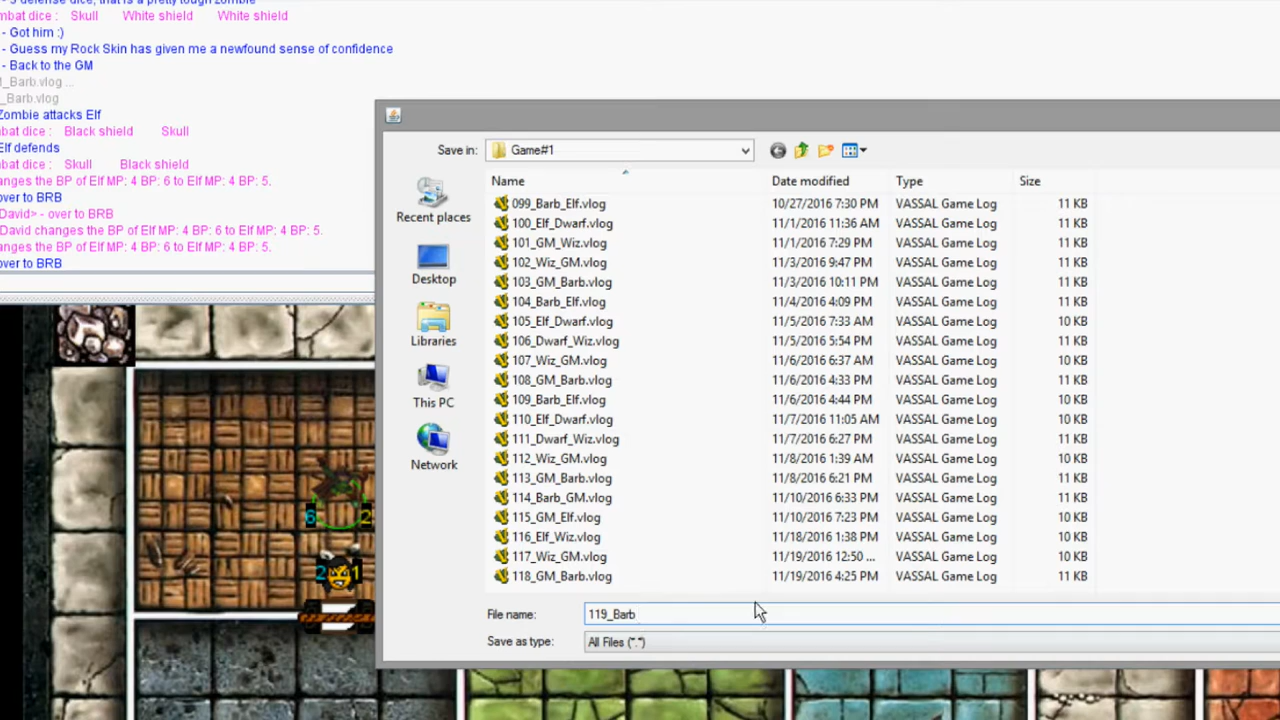 - 3 defense dice, that is a pretty tough zombie
mbat dice : Skull White shield White shield
- Got him :)
- Guess my Rock Skin has given me a newfound sense of confidence
- Back to the GM
M_Barb.vlog ...
_Barb.vlog
Zombie attacks Elf
mbat dice : Black shield Skull
Elf defends
mbat dice : Skull Black shield
anges the BP of Elf MP: 4 BP: 6 to Elf MP: 4 BP: 5.
over to BRB
David> - over to BRB
David changes the BP of Elf MP: 4 BP: 6 to Elf MP: 4 BP: 5.
anges the BP of Elf MP: 4 BP: 6 to Elf MP: 4 BP: 5.
over to BRB
Save in: Game#1
Recent places
Desktop
Libraries
This PC
Network
Name Date modified Type Size
099_Barb_Elf.vlog 10/27/2016 7:30 PM VASSAL Game Log 11 KB
100_Elf_Dwarf.vlog 11/1/2016 11:36 AM VASSAL Game Log 11 KB
101_GM_Wiz.vlog 11/1/2016 7:29 PM VASSAL Game Log 11 KB
102_Wiz_GM.vlog 11/3/2016 9:47 PM VASSAL Game Log 11 KB
103_GM_Barb.vlog 11/3/2016 10:11 PM VASSAL Game Log 11 KB
104_Barb_Elf.vlog 11/4/2016 4:09 PM VASSAL Game Log 11 KB
105_Elf_Dwarf.vlog 11/5/2016 7:33 AM VASSAL Game Log 10 KB
106_Dwarf_Wiz.vlog 11/5/2016 5:54 PM VASSAL Game Log 10 KB
107_Wiz_GM.vlog 11/6/2016 6:37 AM VASSAL Game Log 10 KB
108_GM_Barb.vlog 11/6/2016 4:33 PM VASSAL Game Log 11 KB
109_Barb_Elf.vlog 11/6/2016 4:44 PM VASSAL Game Log 10 KB
110_Elf_Dwarf.vlog 11/7/2016 11:05 AM VASSAL Game Log 10 KB
111_Dwarf_Wiz.vlog 11/7/2016 6:27 PM VASSAL Game Log 10 KB
112_Wiz_GM.vlog 11/8/2016 1:39 AM VASSAL Game Log 11 KB
113_GM_Barb.vlog 11/8/2016 6:21 PM VASSAL Game Log 11 KB
114_Barb_GM.vlog 11/10/2016 6:33 PM VASSAL Game Log 11 KB
115_GM_Elf.vlog 11/10/2016 7:23 PM VASSAL Game Log 10 KB
116_Elf_Wiz.vlog 11/18/2016 1:38 PM VASSAL Game Log 10 KB
117_Wiz_GM.vlog 11/19/2016 12:50 ... VASSAL Game Log 10 KB
118_GM_Barb.vlog 11/19/2016 4:25 PM VASSAL Game Log 10 KB
File name: 119_Barb
Save as type: All Files (*.*)
6 2
2 1